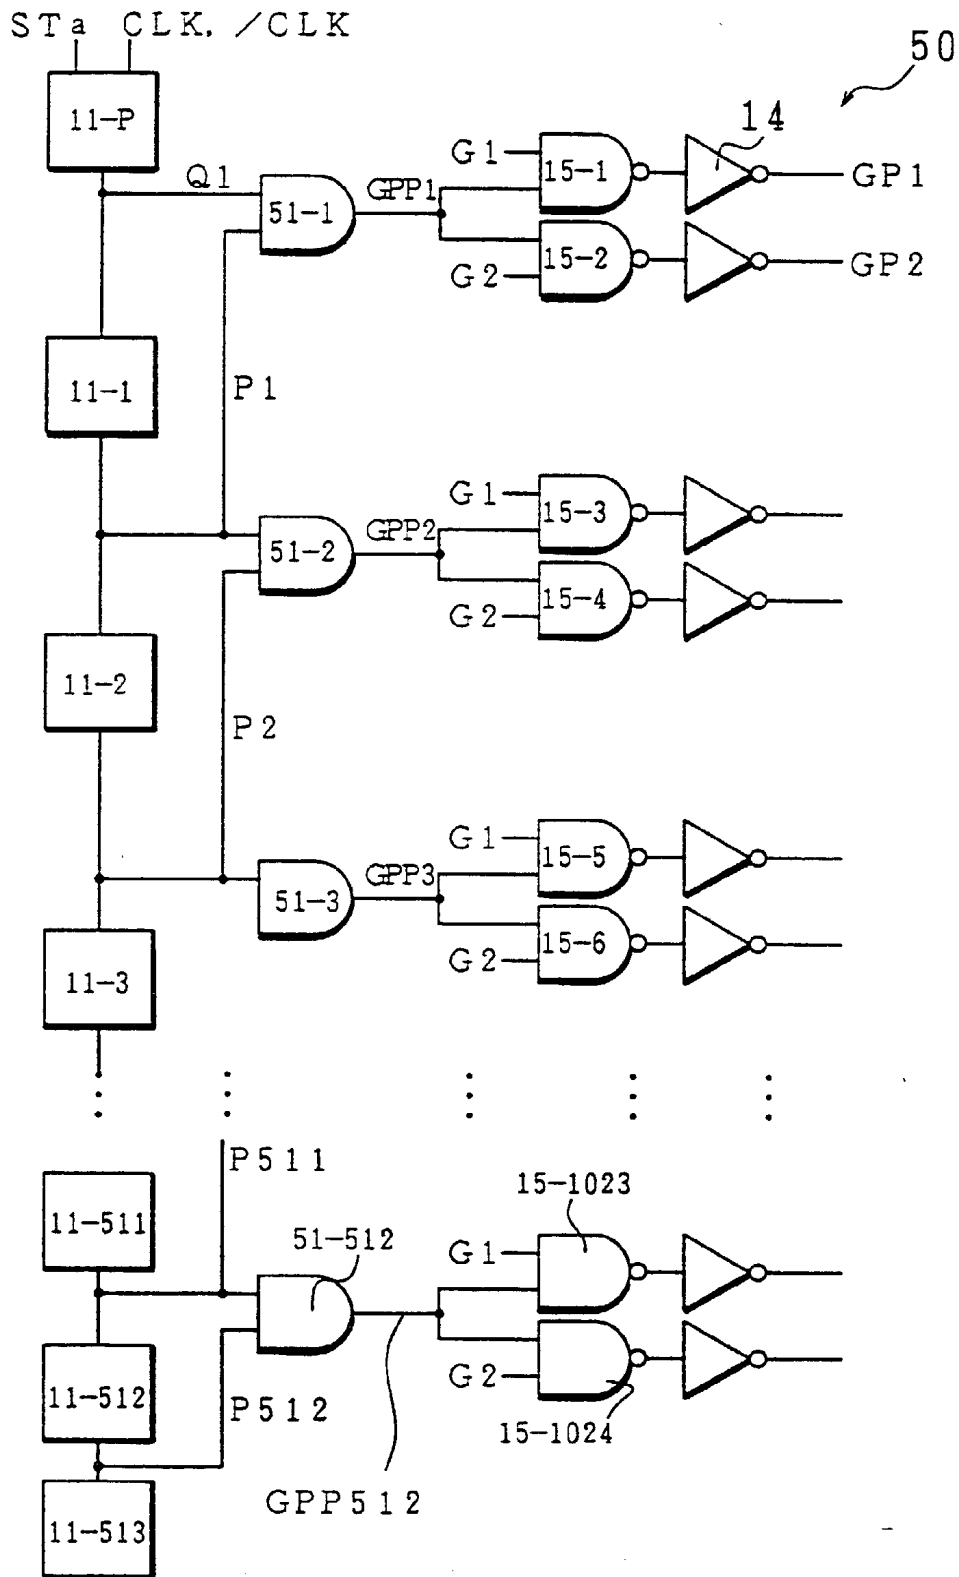 STa CLK, /CLK
50
11-P
Q1
51-1
GPP1
G1
15-1
14
GP1
15-2
G2
GP2
11-1
P1
G1
15-3
51-2
GPP2
15-4
G2
11-2
P2
G1
15-5
51-3
GPP3
15-6
G2
11-3
P511
15-1023
11-511
51-512
G1
G2
11-512
P512
15-1024
GPP512
11-513